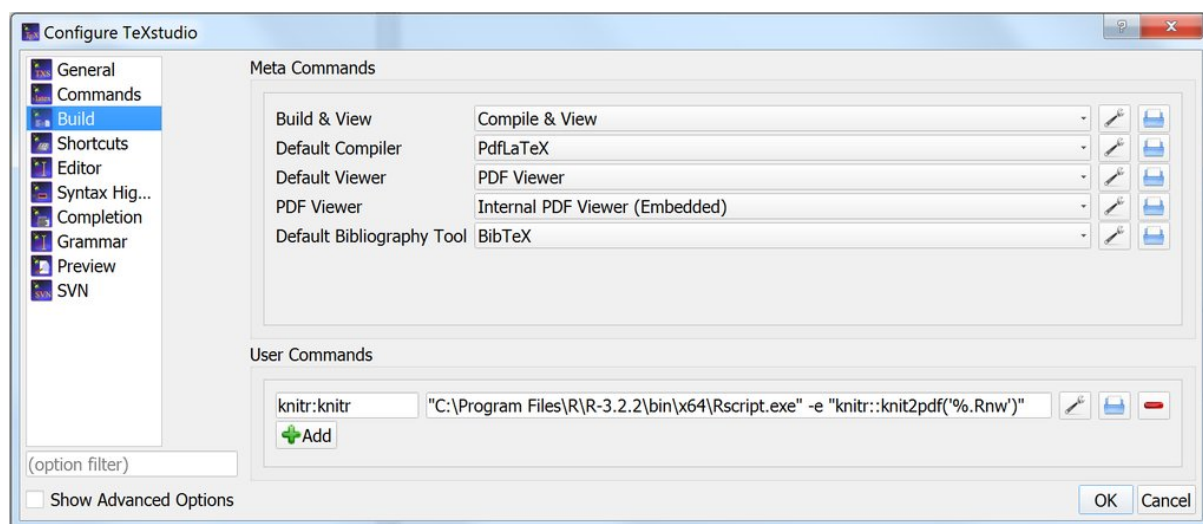 Configure TeXstudio
General
Commands
Build
Shortcuts
Editor
Syntax Hig...
Completion
Grammar
Preview
SVN
(option filter)
Show Advanced Options
Meta Commands
Build & View Compile & View
Default Compiler PdfLaTeX
Default Viewer PDF Viewer
PDF Viewer Internal PDF Viewer (Embedded)
Default Bibliography Tool BibTeX
User Commands
knitr:knitr "C:\Program Files\R\R-3.2.2\bin\x64\Rscript.exe" -e "knitr::knit2pdf('%.Rnw')"
Add
OK Cancel